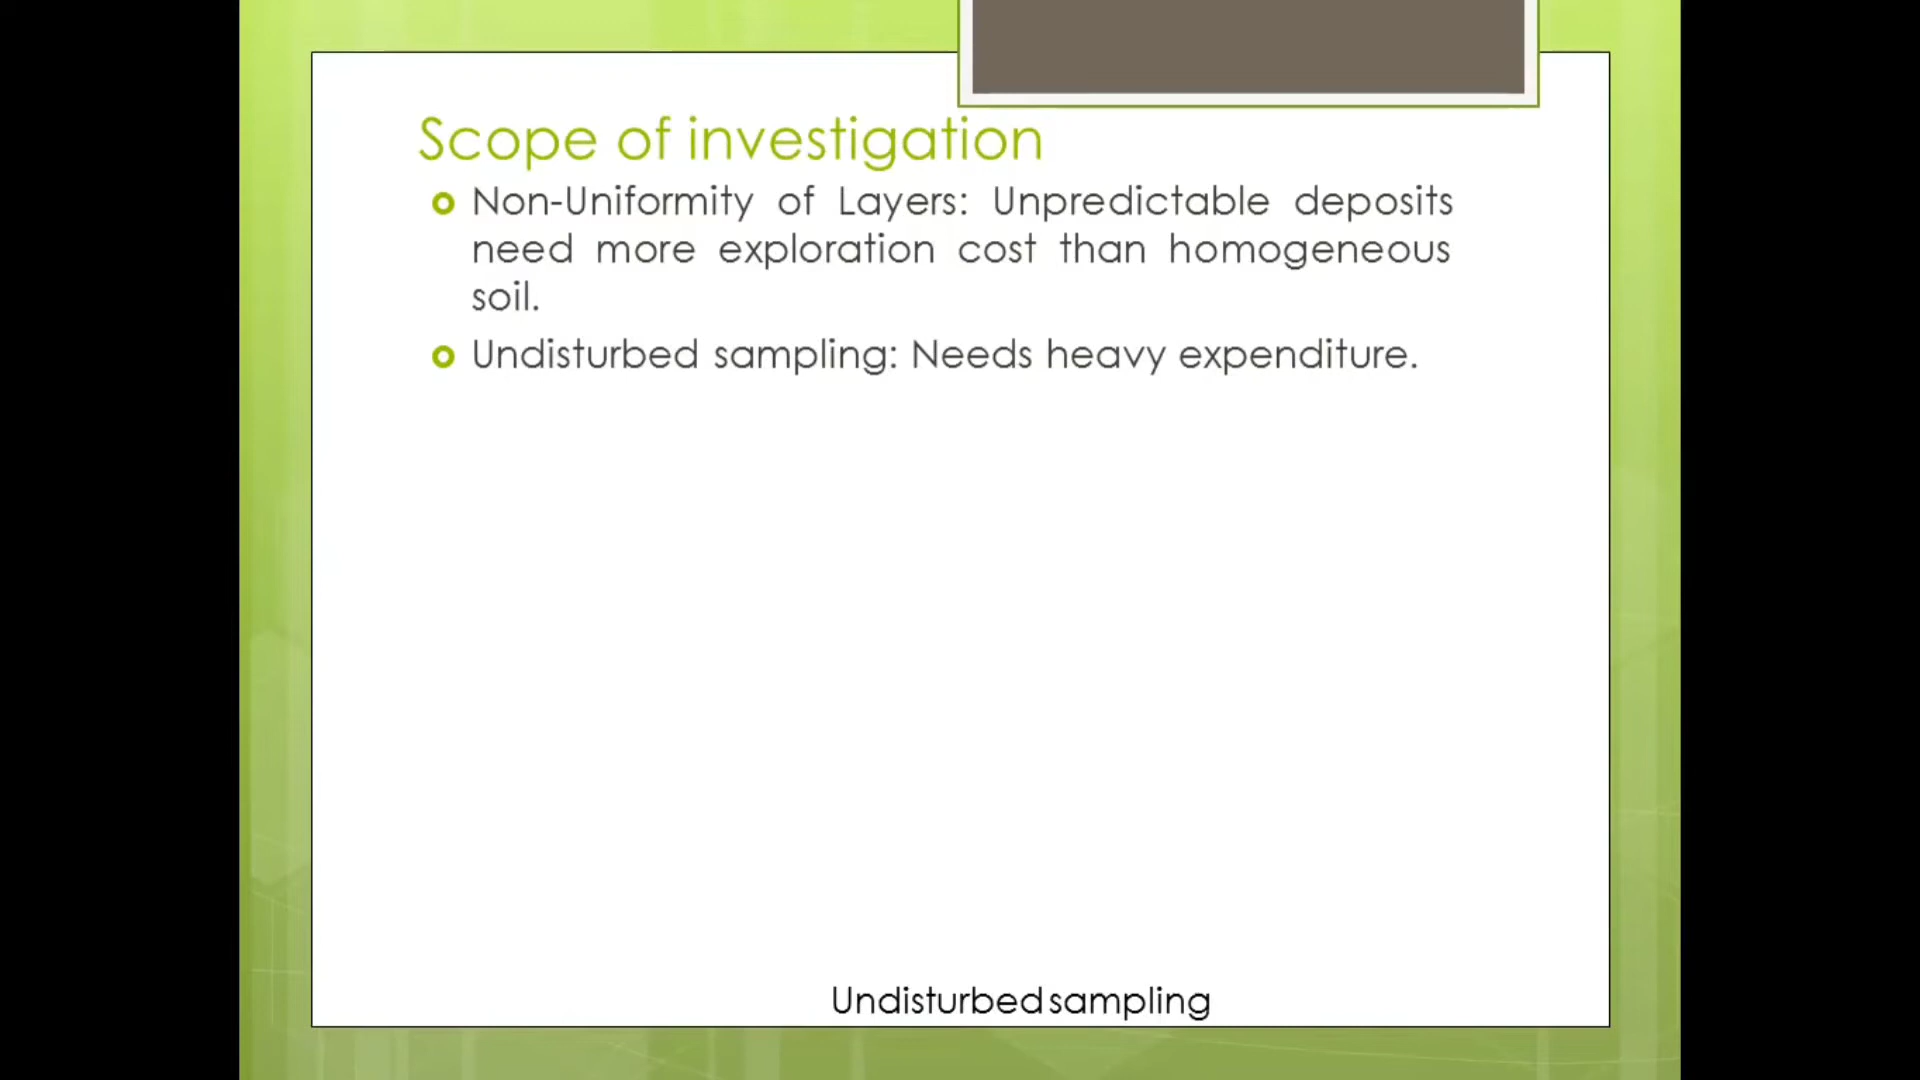 Scope of investigation
Non-Uniformity of Layers: Unpredictable deposits
need more exploration cost than homogeneous
soil.
Undisturbed sampling: Needs heavy expenditure.
Undisturbed sampling